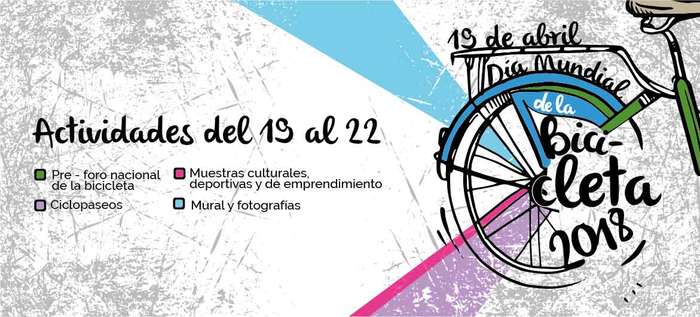 19 de abril
Día Mundial
de la
Bici-
cleta
2018
Actividades del 19 al 22
Pre - foro nacional
de la bicicleta
Muestras culturales,
deportivas y de emprendimiento
Ciclopaseos
Mural y fotografías